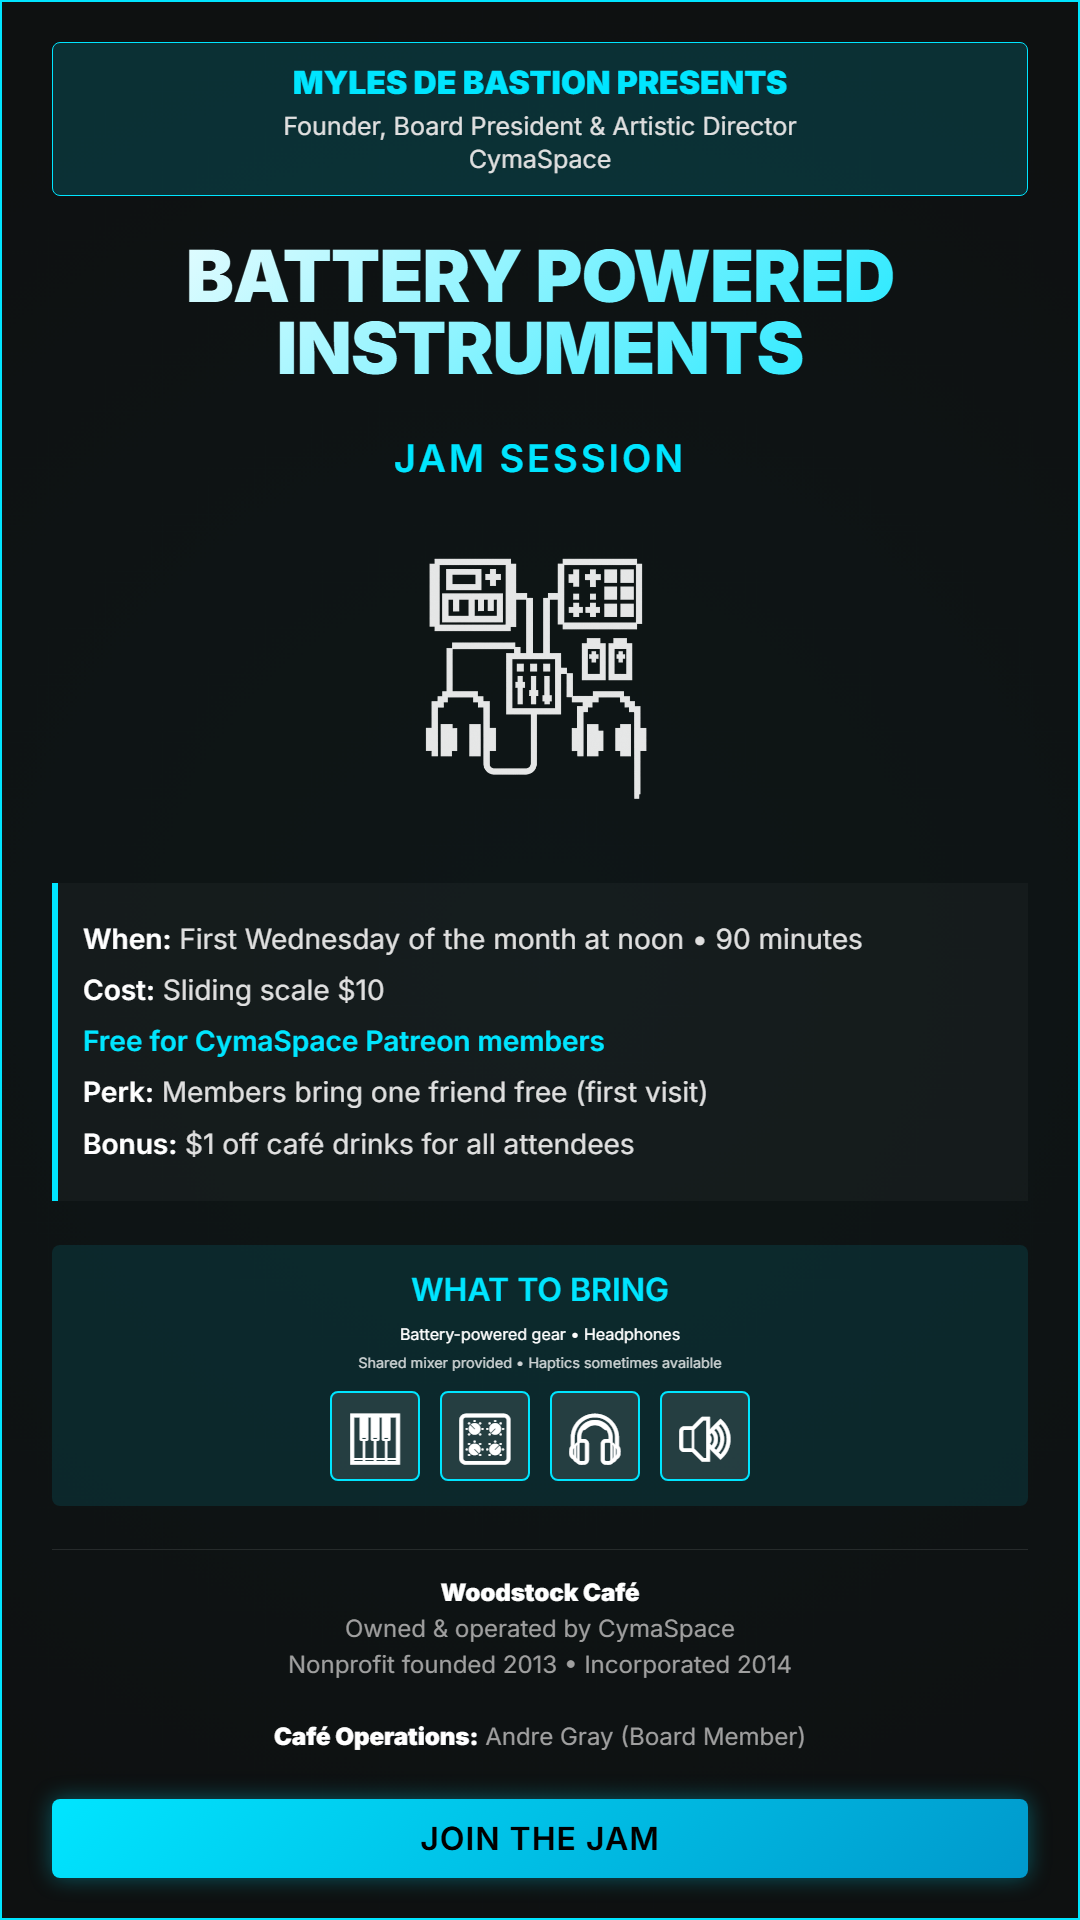 MYLES DE BASTION PRESENTS
Founder, Board President & Artistic Director
CymaSpace
BATTERY POWERED
INSTRUMENTS
JAM SESSION
When: First Wednesday of the month at noon • 90 minutes
Cost: Sliding scale $10
Free for CymaSpace Patreon members
Perk: Members bring one friend free (first visit)
Bonus: $1 off café drinks for all attendees
WHAT TO BRING
Battery-powered gear • Headphones
Shared mixer provided • Haptics sometimes available
Woodstock Café
Owned & operated by CymaSpace
Nonprofit founded 2013 • Incorporated 2014
Café Operations: Andre Gray (Board Member)
JOIN THE JAM